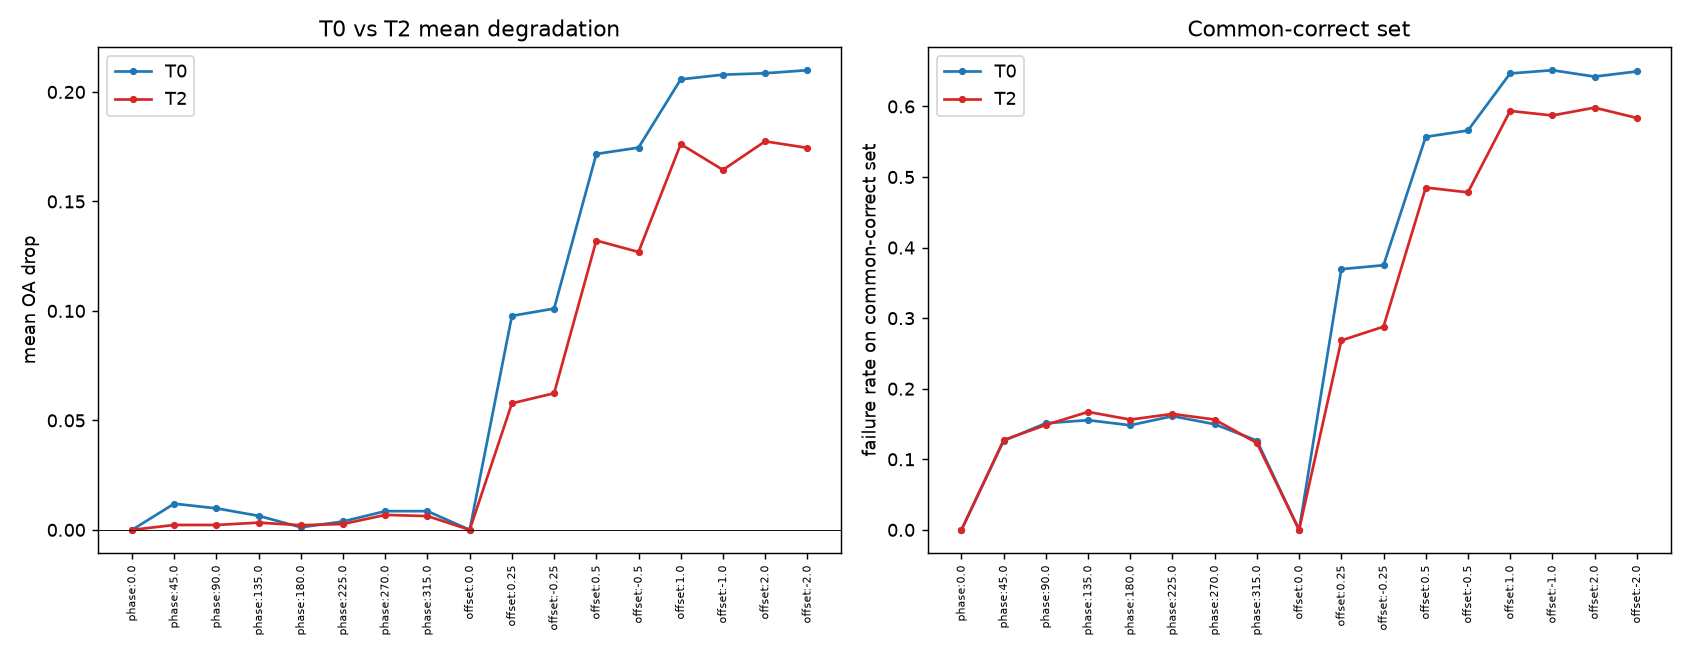 T0 vs T2 mean degradation
T0
T2
mean OA drop
0.20
0.15
0.10
0.05
0.00
phase:0.0
phase:45.0
phase:90.0
phase:135.0
phase:180.0
phase:225.0
phase:270.0
phase:315.0
offset:0.0
offset:0.25
offset:-0.25
offset:0.5
offset:-0.5
offset:1.0
offset:-1.0
offset:2.0
offset:-2.0
Common-correct set
T0
T2
failure rate on common-correct set
0.6
0.5
0.4
0.3
0.2
0.1
0.0
phase:0.0
phase:45.0
phase:90.0
phase:135.0
phase:180.0
phase:225.0
phase:270.0
phase:315.0
offset:0.0
offset:0.25
offset:-0.25
offset:0.5
offset:-0.5
offset:1.0
offset:-1.0
offset:2.0
offset:-2.0